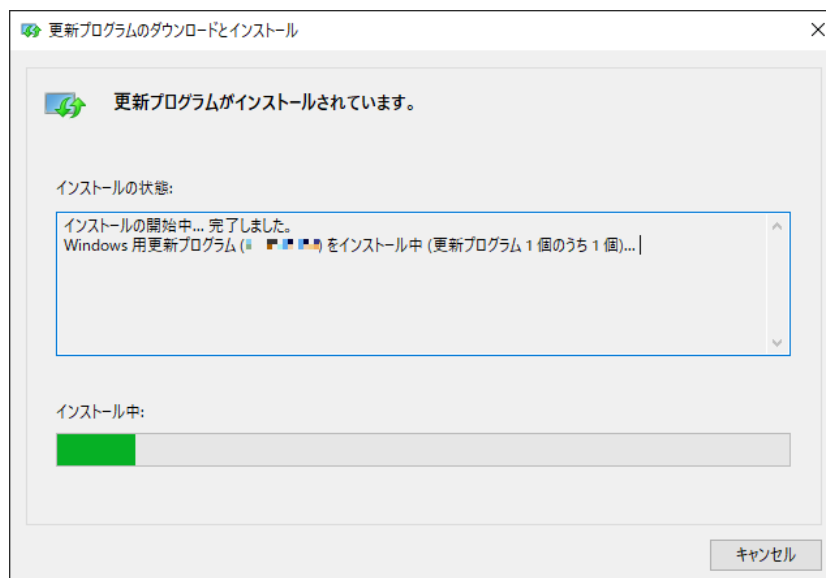 更新プログラムのダウンロードとインストール
更新プログラムがインストールされています。
インストールの状態:
インストールの開始中... 完了しました。
Windows 用更新プログラム () をインストール中 (更新プログラム 1 個のうち 1 個)...
インストール中:
キャンセル